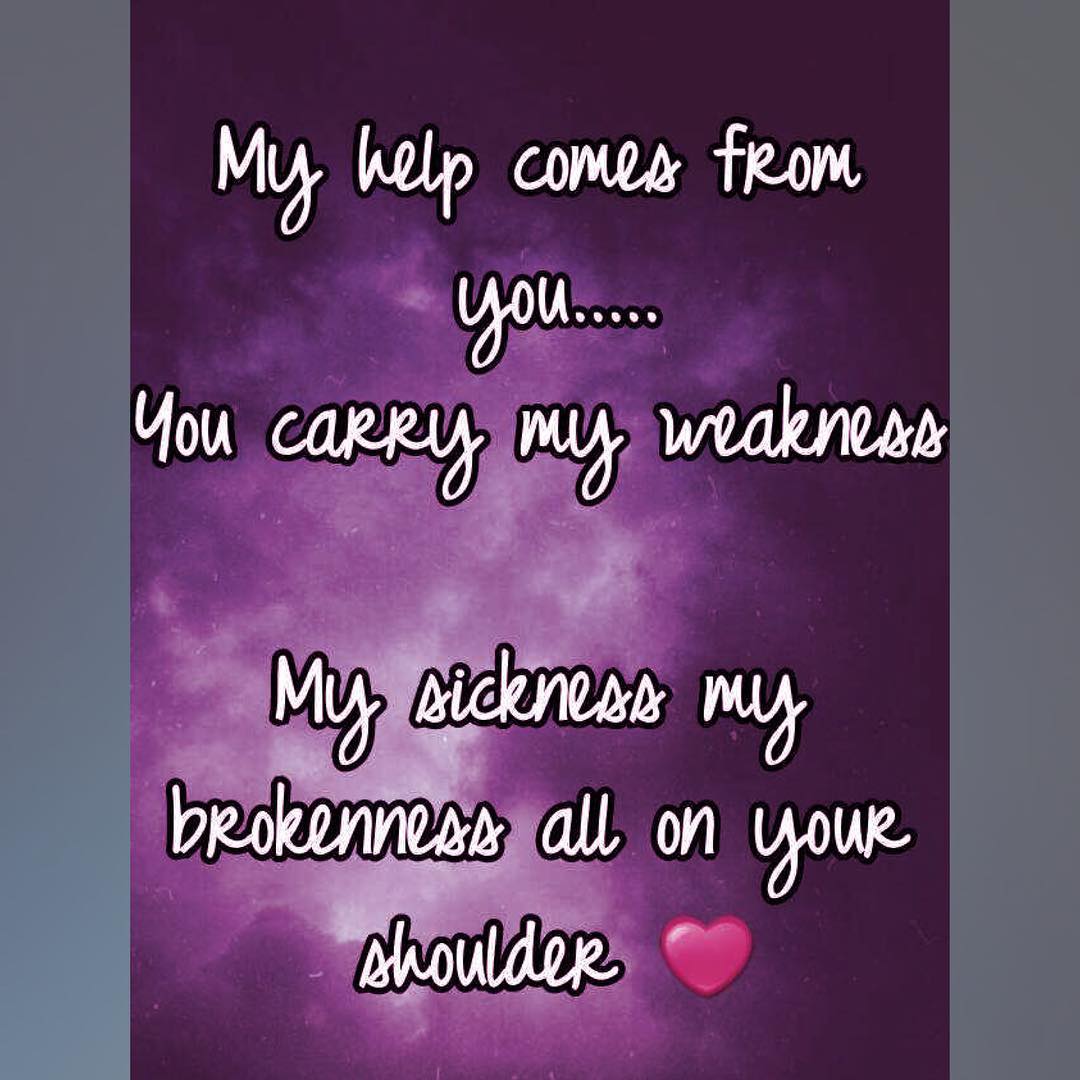 My help comes from
you.....
You carry my weakness
My sickness my
brokenness all on your
shoulder ❤